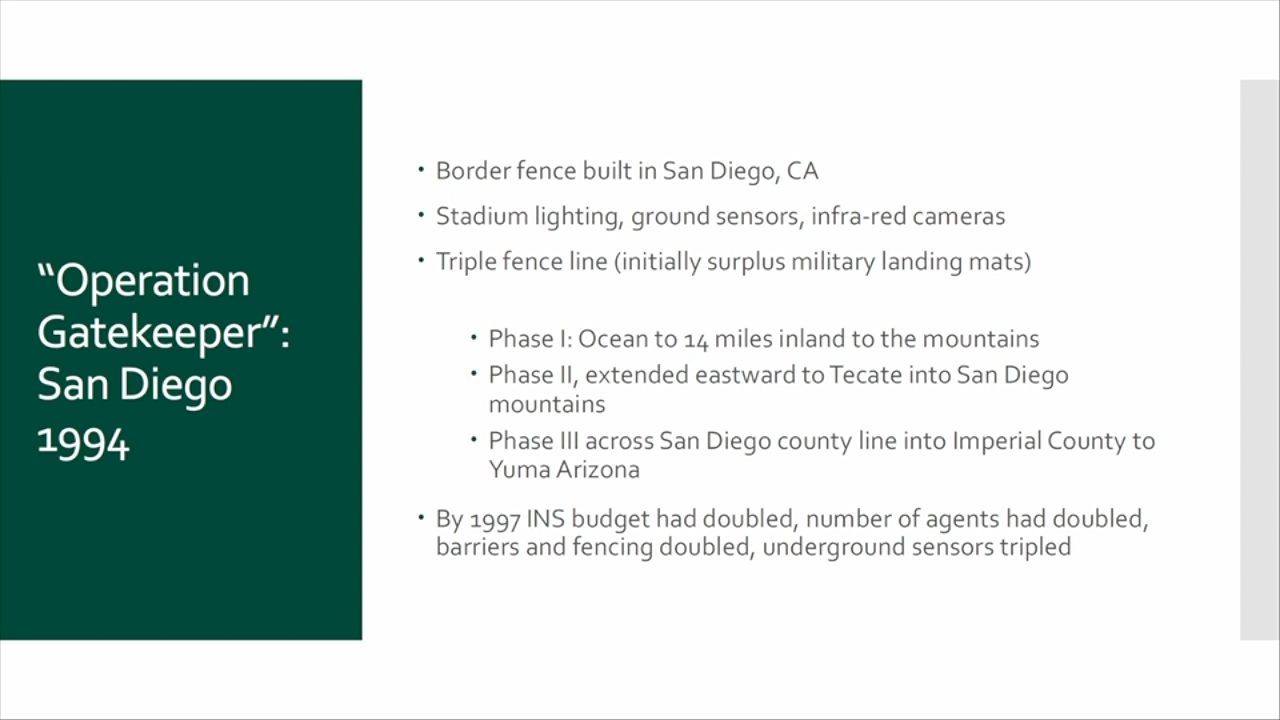 “Operation
Gatekeeper”:
San Diego
1994
• Border fence built in San Diego, CA
• Stadium lighting, ground sensors, infra-red cameras
• Triple fence line (initially surplus military landing mats)
• Phase I: Ocean to 14 miles inland to the mountains
• Phase II, extended eastward to Tecate into San Diego
mountains
• Phase III across San Diego county line into Imperial County to
Yuma Arizona
• By 1997 INS budget had doubled, number of agents had doubled,
barriers and fencing doubled, underground sensors tripled